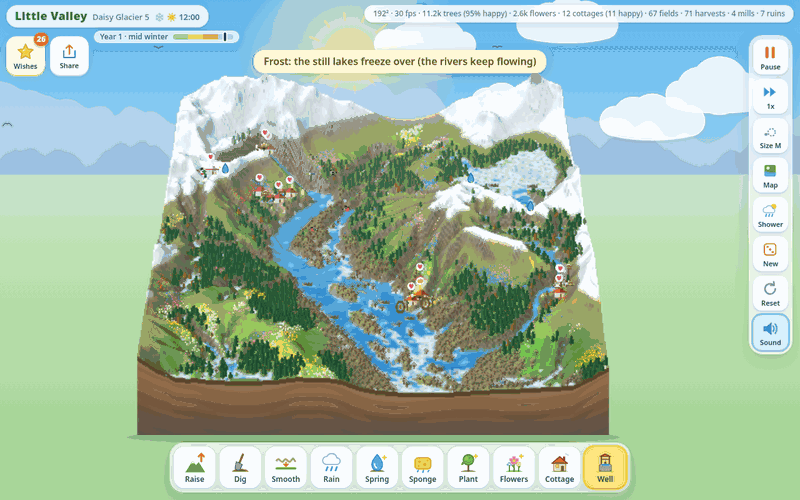 Little Valley Daisy Glacier 5 12:00
192² · 30 fps · 11.2k trees (95% happy) · 2.6k flowers · 12 cottages (11 happy) · 67 fields · 71 harvests · 4 mills · 7 ruins
Year 1 · mid winter
26
Wishes
Share
Frost: the still lakes freeze over (the rivers keep flowing)
Pause
1x
Size M
Map
Shower
New
Reset
Sound
Raise
Dig
Smooth
Rain
Spring
Sponge
Plant
Flowers
Cottage
Well